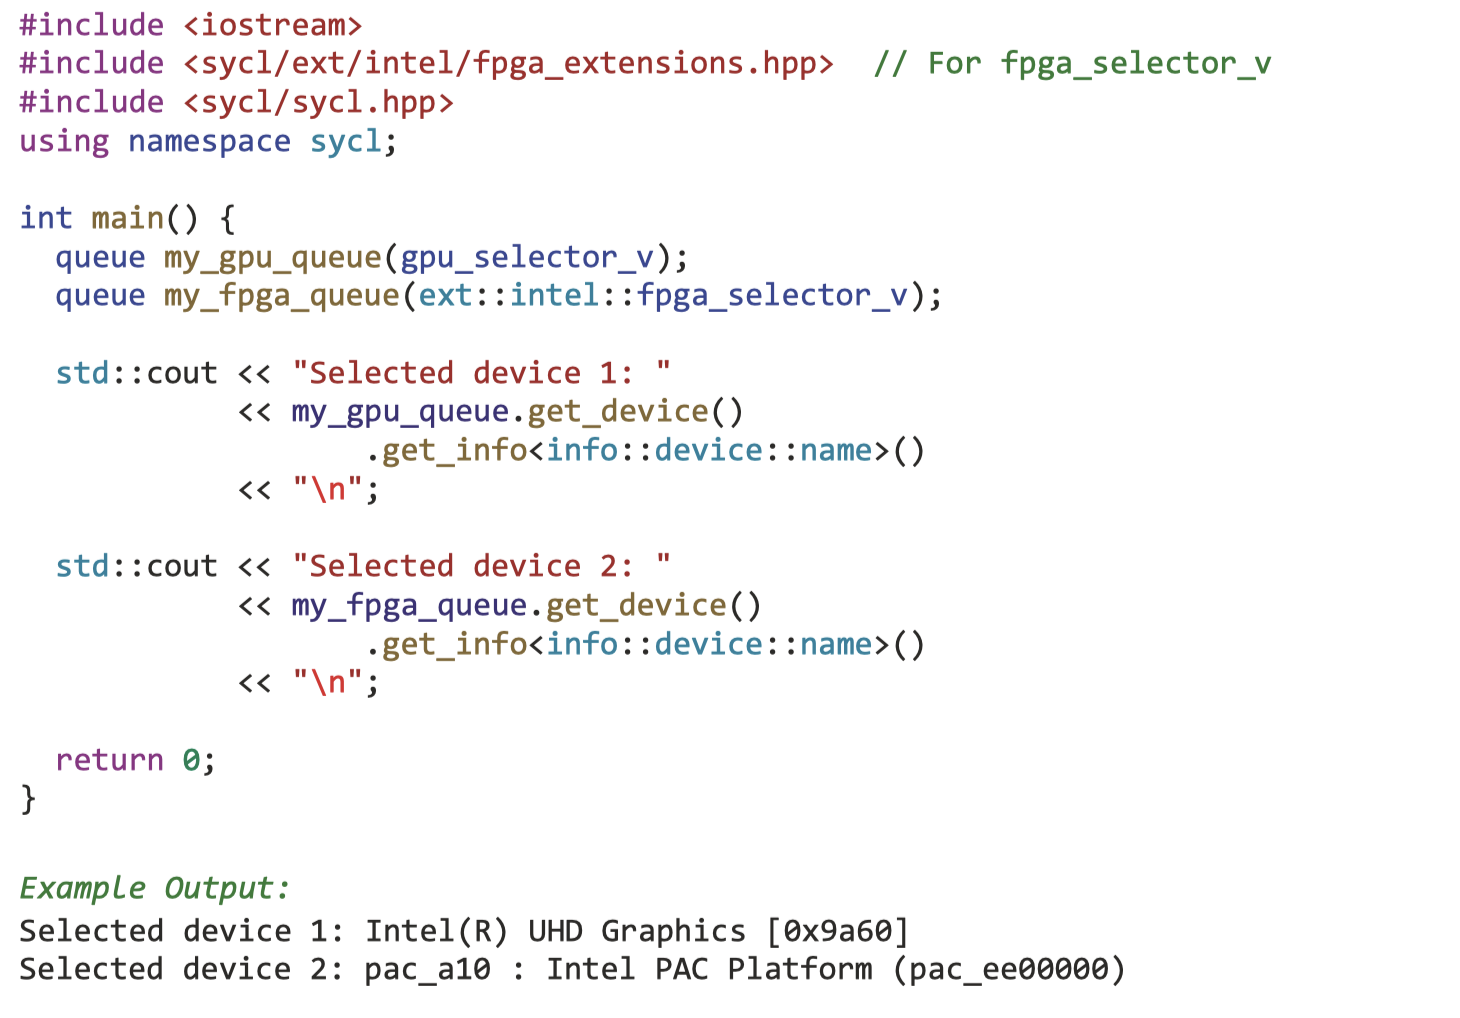 #include <iostream>
#include <sycl/ext/intel/fpga_extensions.hpp>  // For fpga_selector_v
#include <sycl/sycl.hpp>
using namespace sycl;

int main() {
  queue my_gpu_queue(gpu_selector_v);
  queue my_fpga_queue(ext::intel::fpga_selector_v);

  std::cout << "Selected device 1: "
            << my_gpu_queue.get_device()
                   .get_info<info::device::name>()
            << "\n";

  std::cout << "Selected device 2: "
            << my_fpga_queue.get_device()
                   .get_info<info::device::name>()
            << "\n";

  return 0;
}

Example Output:
Selected device 1: Intel(R) UHD Graphics [0x9a60]
Selected device 2: pac_a10 : Intel PAC Platform (pac_ee00000)